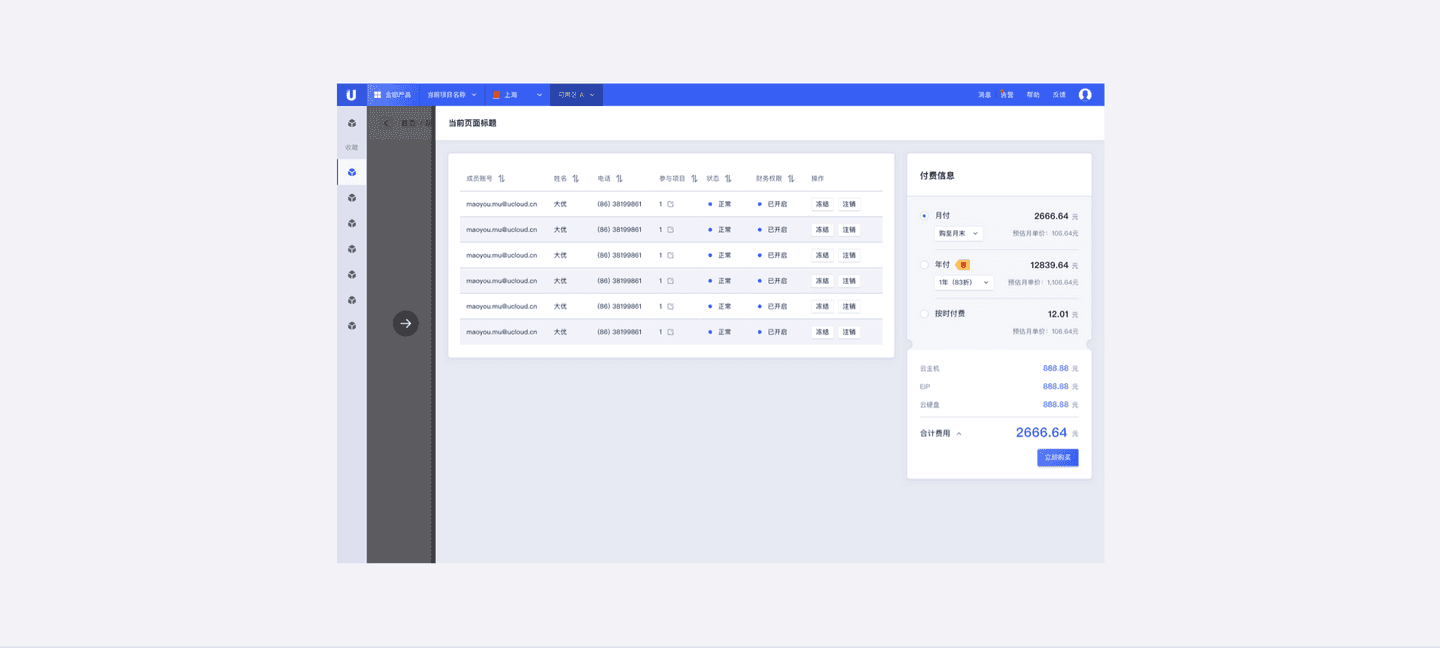 全部产品 当前项目名称 上海 可用区 A 消息 告警 帮助 反馈
首页 /
收藏
当前页面标题
成员账号 姓名 电话 参与项目 状态 财务权限 操作
maoyou.mu@ucloud.cn 大优 (86) 38199861 1 正常 已开启 冻结 注销
maoyou.mu@ucloud.cn 大优 (86) 38199861 1 正常 已开启 冻结 注销
maoyou.mu@ucloud.cn 大优 (86) 38199861 1 正常 已开启 冻结 注销
maoyou.mu@ucloud.cn 大优 (86) 38199861 1 正常 已开启 冻结 注销
maoyou.mu@ucloud.cn 大优 (86) 38199861 1 正常 已开启 冻结 注销
maoyou.mu@ucloud.cn 大优 (86) 38199861 1 正常 已开启 冻结 注销
付费信息
月付 2666.64 元
购至月末 预估月单价：106.64元
年付 12839.64 元
1年（83折） 预估月单价：1,106.64元
按时付费 12.01 元
预估月单价：106.64元
云主机 888.88 元
EIP 888.88 元
云硬盘 888.88 元
合计费用 2666.64 元
立即购买